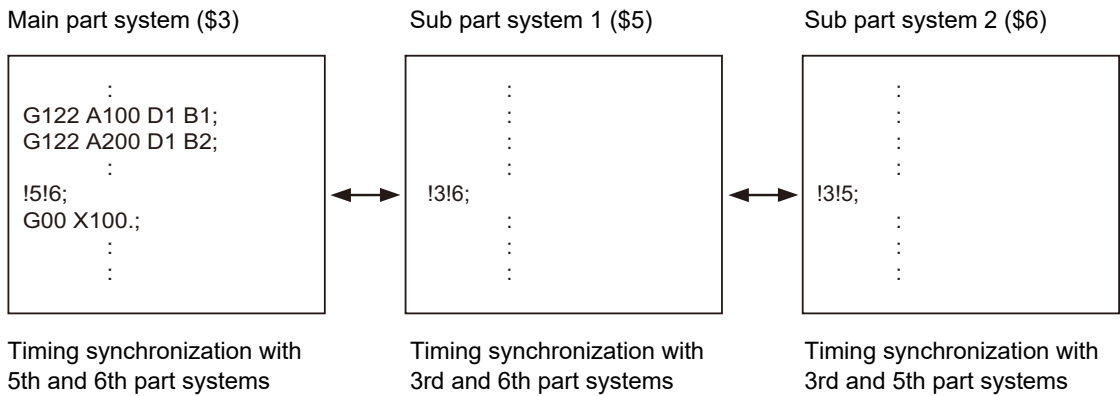 Main part system ($3)
:
G122 A100 D1 B1;
G122 A200 D1 B2;
:
!5!6;
G00 X100.;
:
:
Timing synchronization with
5th and 6th part systems
Sub part system 1 ($5)
:
:
:
:
!3!6;
:
:
:
Timing synchronization with
3rd and 6th part systems
Sub part system 2 ($6)
:
:
:
:
!3!5;
:
:
:
Timing synchronization with
3rd and 5th part systems